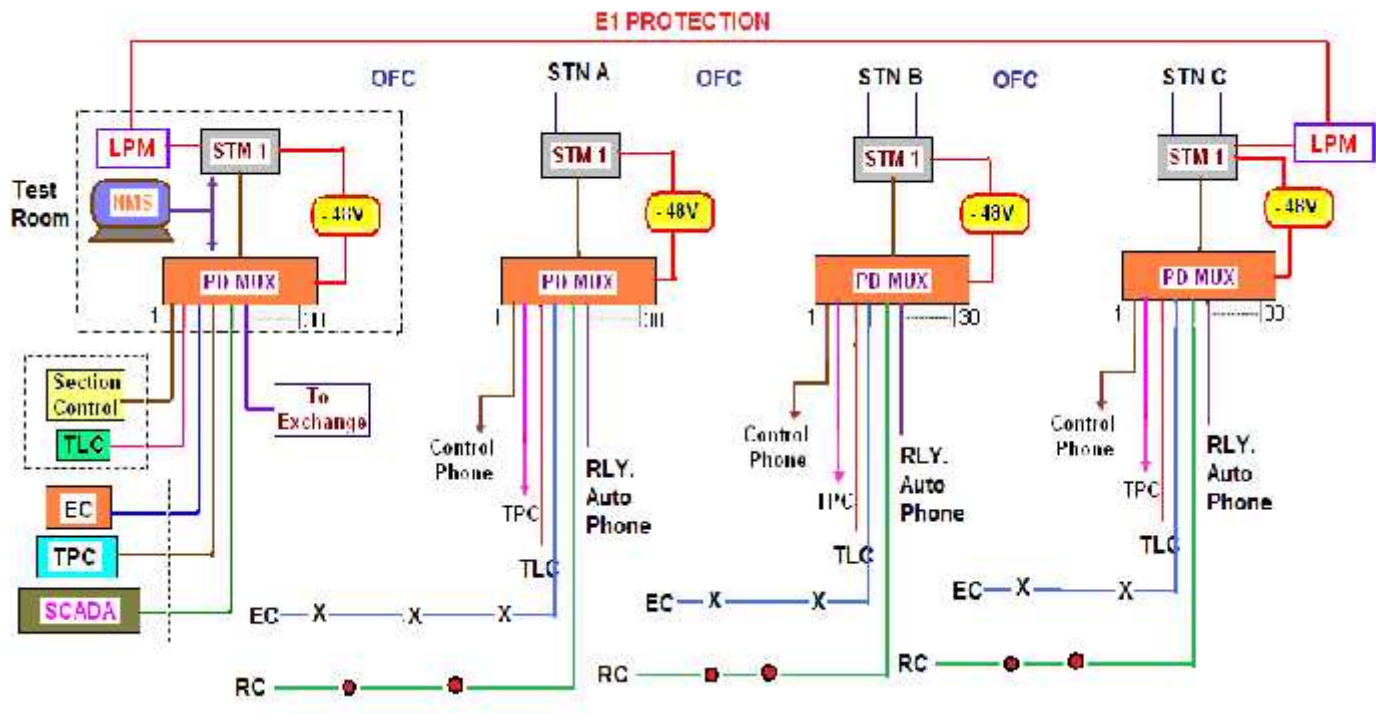 E1 PROTECTION
OFC
STN A
OFC
STN B
OFC
STN C
LPM
STM 1
STM 1
STM 1
STM 1
LPM
Test
Room
NMS
- 48V
- 48V
- 48V
- 48V
PD MUX
PD MUX
PD MUX
PD MUX
1
1
1
30
1
Section
Control
TLC
To
Exchange
EC
TPC
SCADA
Control
Phone
TPC
TLC
RLY.
Auto
Phone
Control
Phone
TPC
TLC
RLY.
Auto
Phone
Control
Phone
TPC
TLC
RLY.
Auto
Phone
EC X X X
EC X X
EC X X
RC
RC
RC